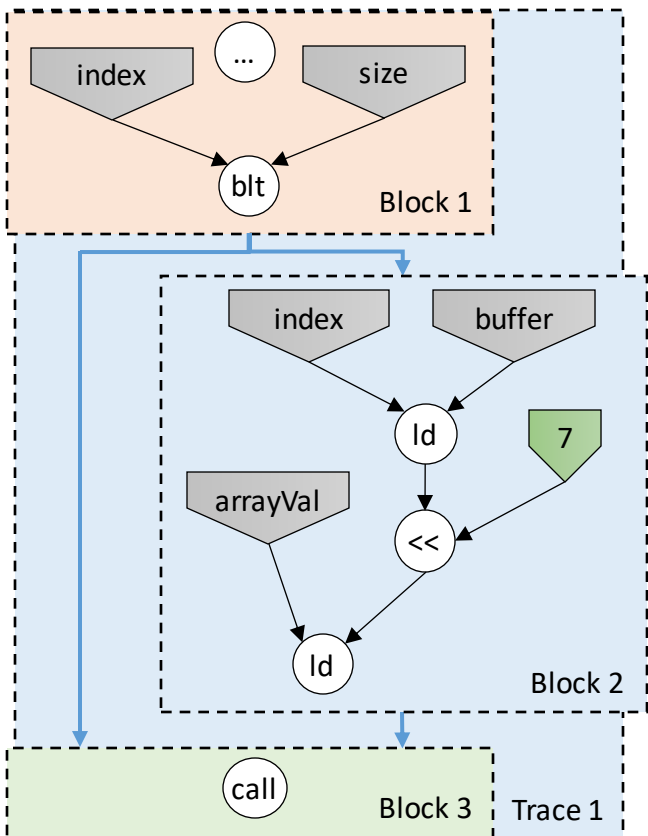 ...
index
size
blt
Block 1
index
buffer
ld
7
arrayVal
<<
ld
Block 2
call
Block 3
Trace 1